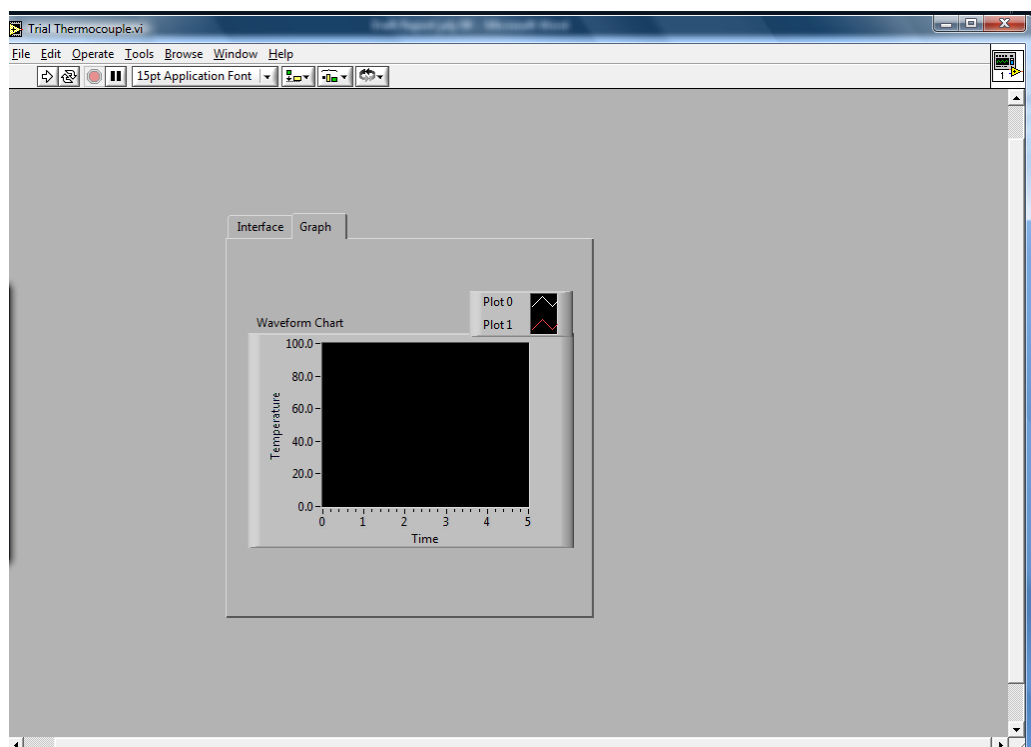 Trial Thermocouple.vi
File Edit Operate Tools Browse Window Help
15pt Application Font
1
Interface Graph
Plot 0
Plot 1
Waveform Chart
100.0
80.0
60.0
40.0
20.0
0.0
Temperature
0 1 2 3 4 5
Time